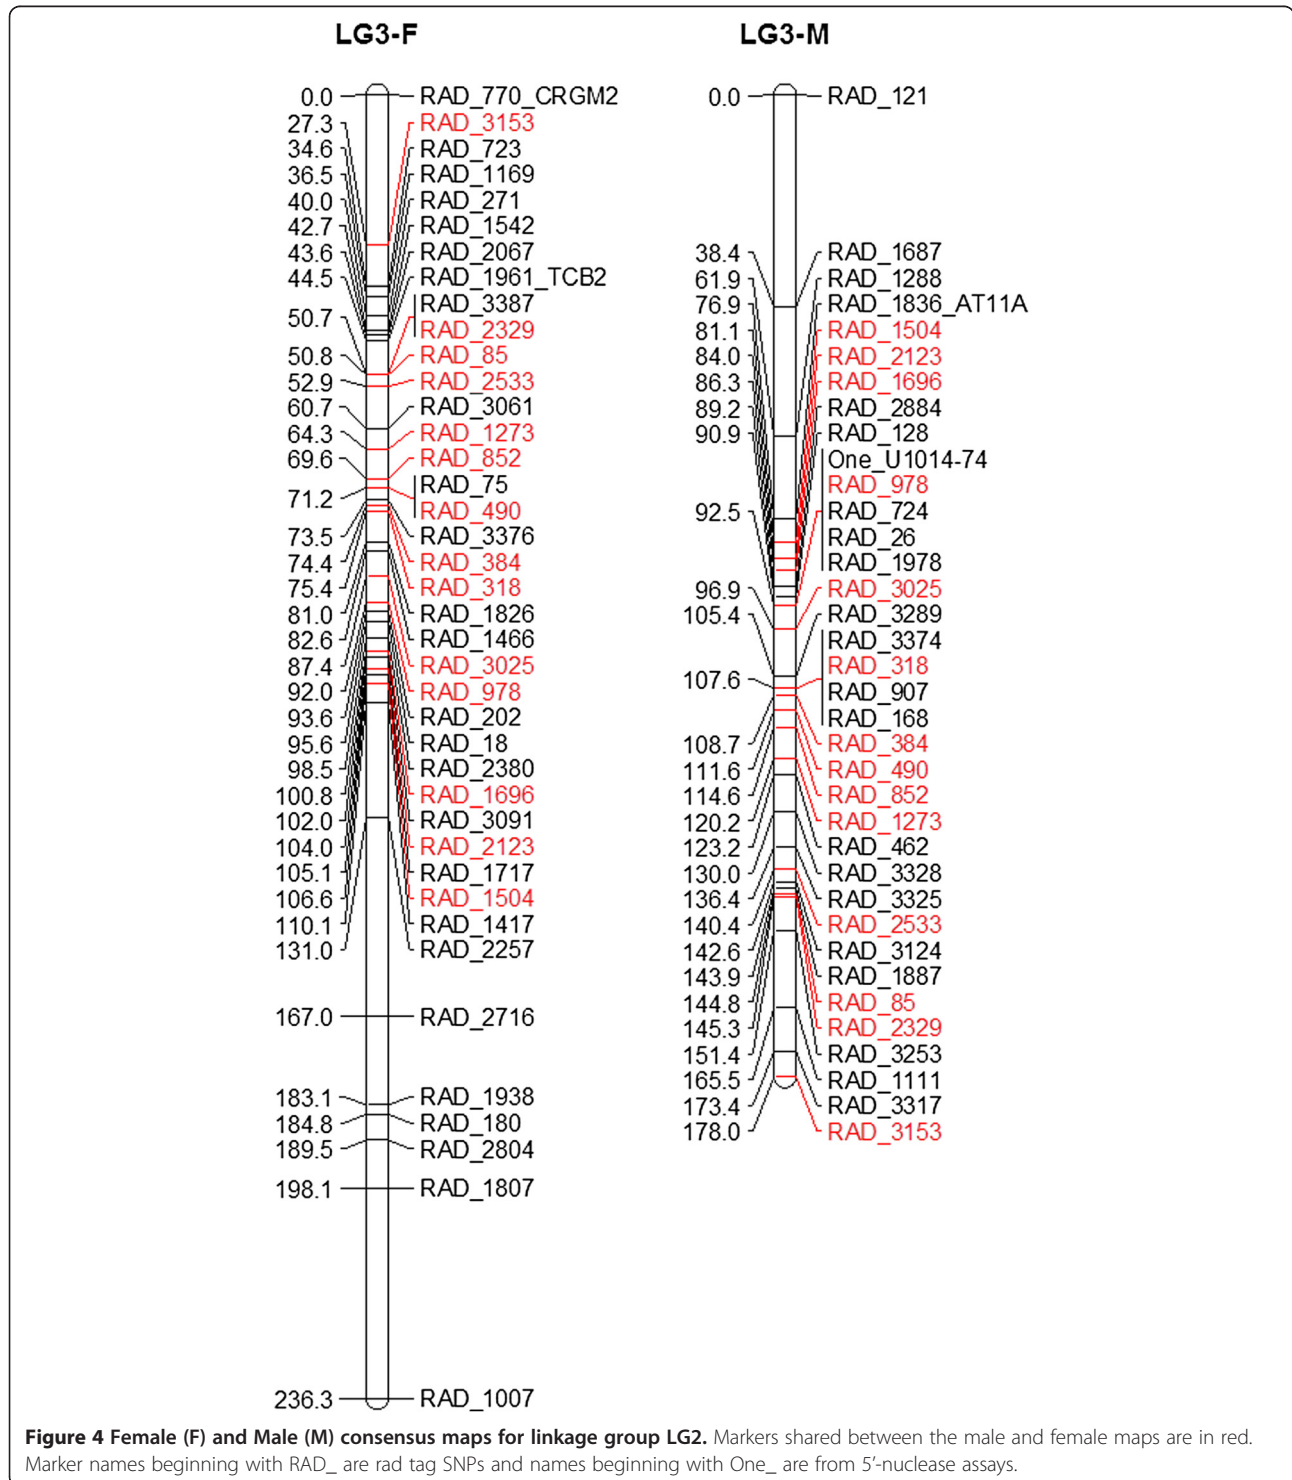 LG3-F
0.0 RAD_770_CRGM2
27.3 RAD_3153
34.6 RAD_723
36.5 RAD_1169
40.0 RAD_271
42.7 RAD_1542
43.6 RAD_2067
44.5 RAD_1961_TCB2
RAD_3387
50.7
RAD_2329
50.8 RAD_85
52.9 RAD_2533
60.7 RAD_3061
64.3 RAD_1273
69.6 RAD_852
RAD_75
71.2
RAD_490
73.5 RAD_3376
74.4 RAD_384
75.4 RAD_318
81.0 RAD_1826
82.6 RAD_1466
87.4 RAD_3025
92.0 RAD_978
93.6 RAD_202
95.6 RAD_18
98.5 RAD_2380
100.8 RAD_1696
102.0 RAD_3091
104.0 RAD_2123
105.1 RAD_1717
106.6 RAD_1504
110.1 RAD_1417
131.0 RAD_2257
167.0 RAD_2716
183.1 RAD_1938
184.8 RAD_180
189.5 RAD_2804
198.1 RAD_1807
236.3 RAD_1007
LG3-M
0.0 RAD_121
38.4 RAD_1687
61.9 RAD_1288
76.9 RAD_1836_AT11A
81.1 RAD_1504
84.0 RAD_2123
86.3 RAD_1696
89.2 RAD_2884
90.9 RAD_128
One_U1014-74
RAD_978
92.5 RAD_724
RAD_26
RAD_1978
96.9 RAD_3025
105.4 RAD_3289
RAD_3374
RAD_318
107.6
RAD_907
RAD_168
108.7 RAD_384
111.6 RAD_490
114.6 RAD_852
120.2 RAD_1273
123.2 RAD_462
130.0 RAD_3328
136.4 RAD_3325
140.4 RAD_2533
142.6 RAD_3124
143.9 RAD_1887
144.8 RAD_85
145.3 RAD_2329
151.4 RAD_3253
165.5 RAD_1111
173.4 RAD_3317
178.0 RAD_3153
Figure 4 Female (F) and Male (M) consensus maps for linkage group LG2. Markers shared between the male and female maps are in red.
Marker names beginning with RAD_ are rad tag SNPs and names beginning with One_ are from 5′-nuclease assays.